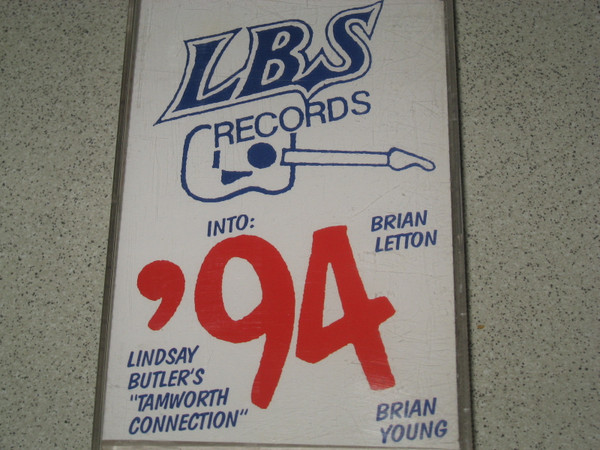 LBS
RECORDS
INTO:
BRIAN
LETTON
'94
LINDSAY
BUTLER'S
"TAMWORTH
CONNECTION"
BRIAN
YOUNG